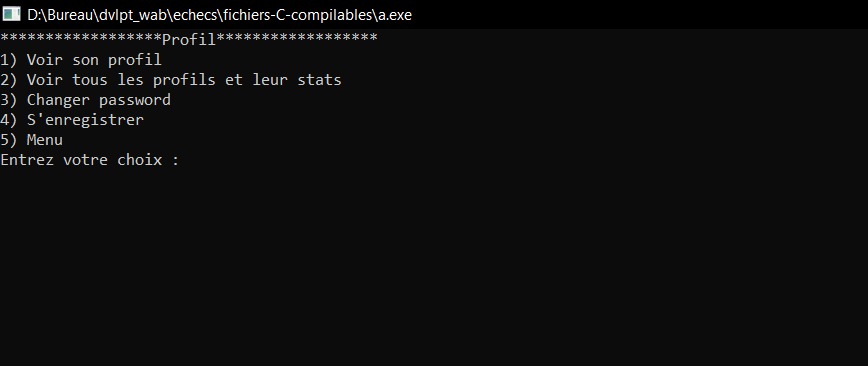 D:\Bureau\dvlpt_wab\echecs\fichiers-C-compilables\a.exe
******************Profil******************
1) Voir son profil
2) Voir tous les profils et leur stats
3) Changer password
4) S'enregistrer
5) Menu
Entrez votre choix :